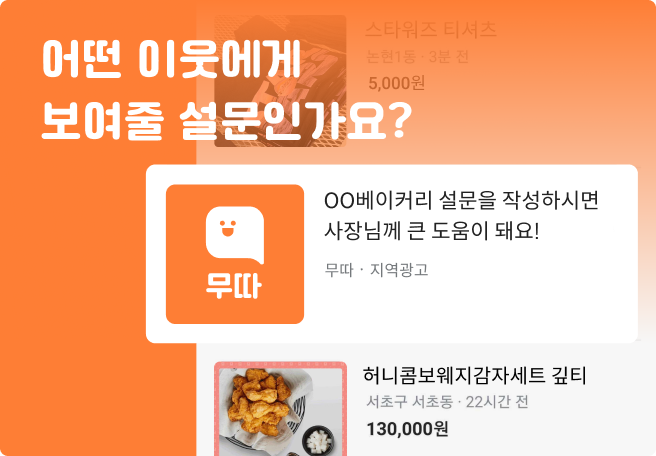 어떤 이웃에게
보여줄 설문인가요?
스타워즈 티셔츠
논현1동 · 3분 전
5,000원
무따
OO베이커리 설문을 작성하시면
사장님께 큰 도움이 돼요!
무따 · 지역광고
허니콤보웨지감자세트 깊티
서초구 서초동 · 22시간 전
130,000원